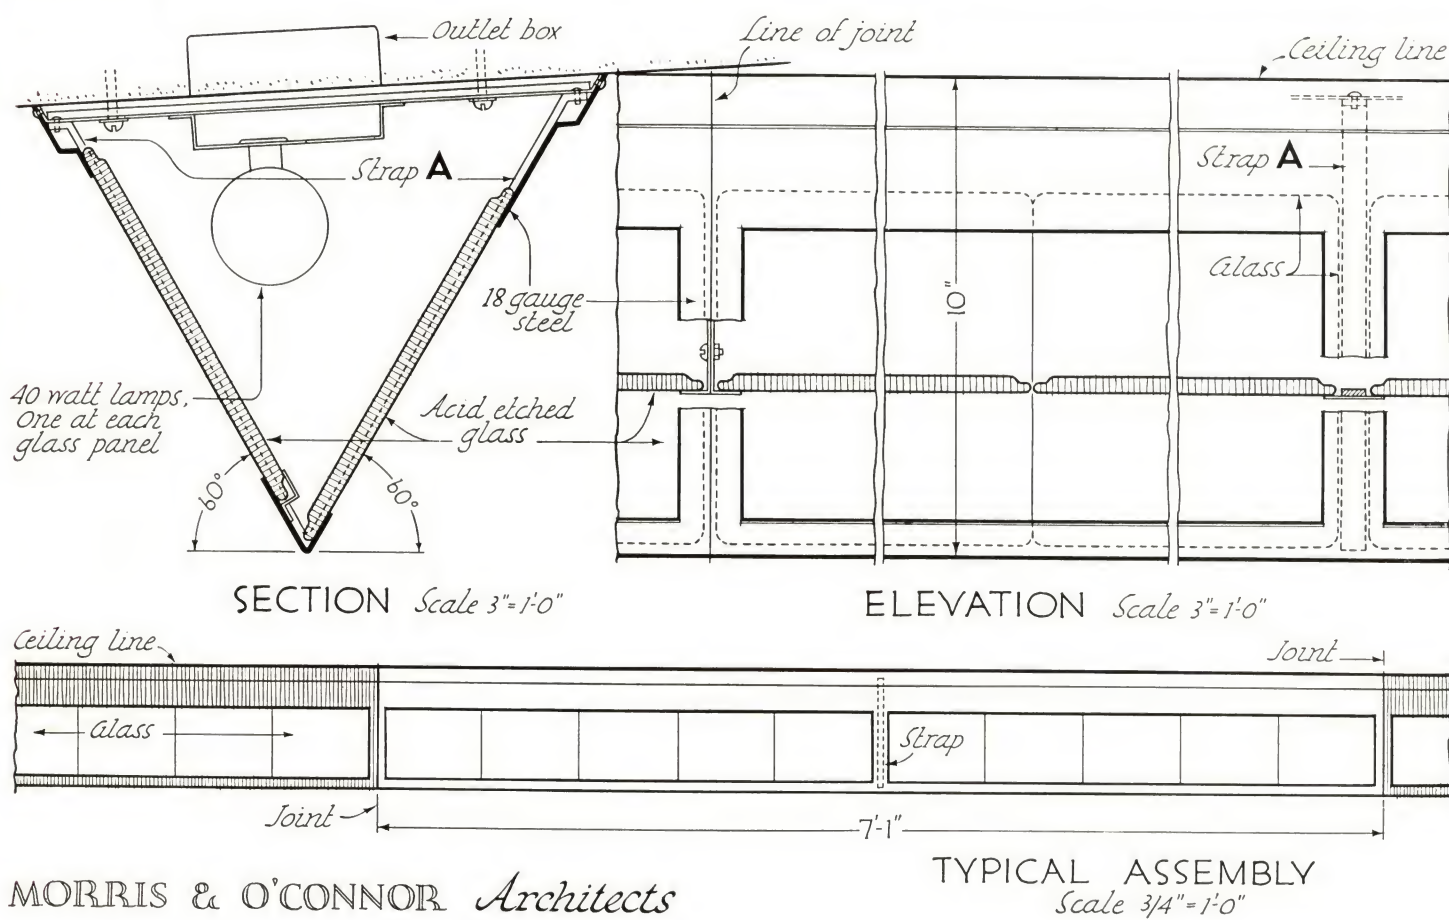 Outlet box
Line of joint
Ceiling line
Strap A
Strap A
Glass
10"
18 gauge
steel
40 watt lamps,
one at each
glass panel
Acid etched
glass
60°
60°
SECTION Scale 3"=1'-0"
ELEVATION Scale 3"=1'-0"
Ceiling line
Joint
Glass
Strap
Joint
7'-1"
TYPICAL ASSEMBLY
Scale 3/4"=1'-0"
MORRIS & O'CONNOR Architects